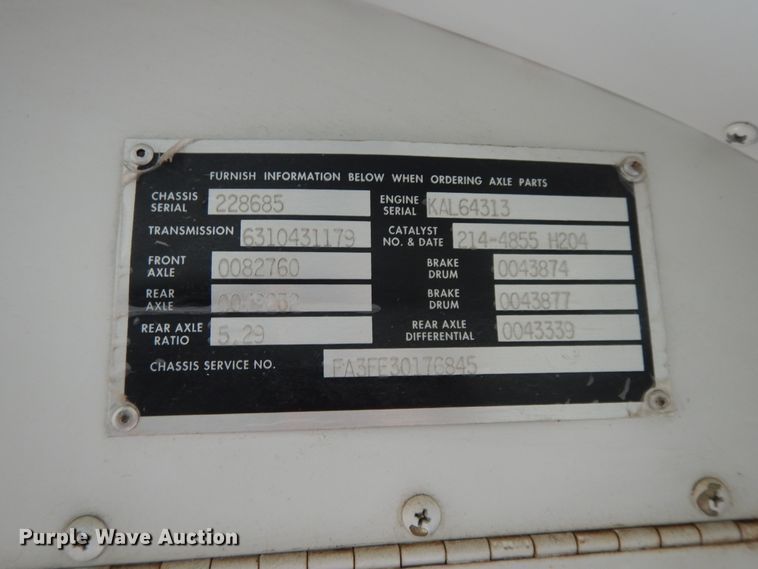 FURNISH INFORMATION BELOW WHEN ORDERING AXLE PARTS
CHASSIS SERIAL 228685 ENGINE SERIAL KAL64313
TRANSMISSION 6310431179 CATALYST NO. & DATE 214-4855 H204
FRONT AXLE 0082760 BRAKE DRUM 0043874
REAR AXLE BRAKE DRUM 0043877
REAR AXLE RATIO 5.29 REAR AXLE DIFFERENTIAL 0043339
CHASSIS SERVICE NO. FA3FE30176845
Purple Wave Auction